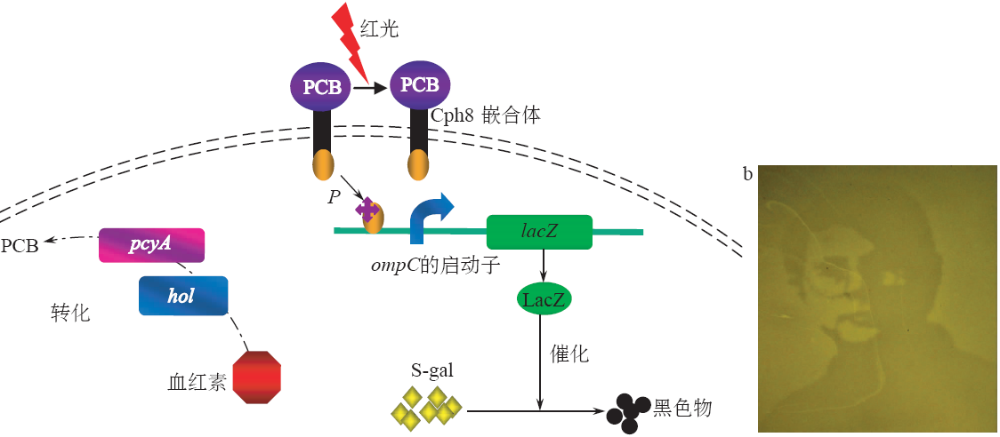 红光
PCB
PCB
Cph8 嵌合体
b
P
PCB
pcyA
lacZ
ompC的启动子
hol
LacZ
转化
催化
S-gal
血红素
黑色物